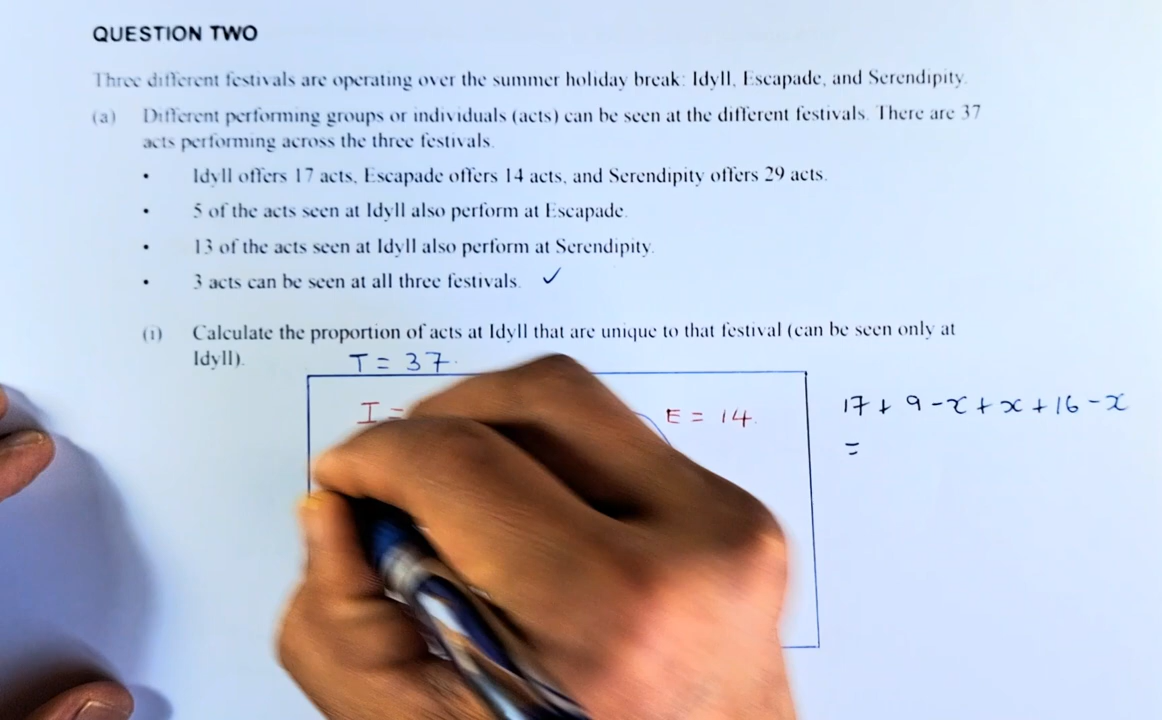 QUESTION TWO
Three different festivals are operating over the summer holiday break: Idyll, Escapade, and Serendipity.
(a) Different performing groups or individuals (acts) can be seen at the different festivals. There are 37
acts performing across the three festivals.
• Idyll offers 17 acts, Escapade offers 14 acts, and Serendipity offers 29 acts.
• 5 of the acts seen at Idyll also perform at Escapade.
• 13 of the acts seen at Idyll also perform at Serendipity.
• 3 acts can be seen at all three festivals. ✓
(i) Calculate the proportion of acts at Idyll that are unique to that festival (can be seen only at
Idyll).
T = 37.
I = 
E = 14.
17 + 9 - x + x + 16 - x
=